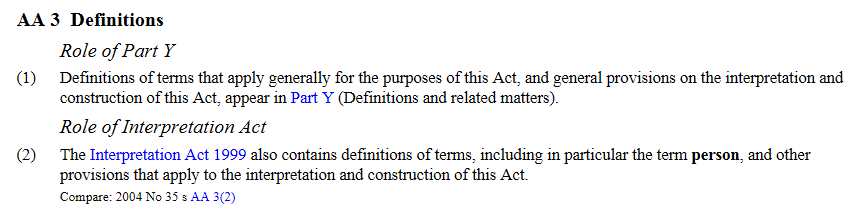 AA 3 Definitions
Role of Part Y
(1) Definitions of terms that apply generally for the purposes of this Act, and general provisions on the interpretation and
construction of this Act, appear in Part Y (Definitions and related matters).
Role of Interpretation Act
(2) The Interpretation Act 1999 also contains definitions of terms, including in particular the term person, and other
provisions that apply to the interpretation and construction of this Act.
Compare: 2004 No 35 s AA 3(2)